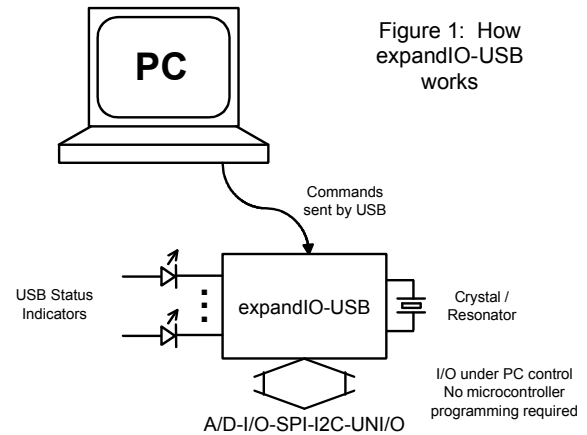 Figure 1:  How
expandIO-USB
works
PC
Commands
sent by USB
USB Status
Indicators
expandIO-USB
Crystal /
Resonator
I/O under PC control
No microcontroller
programming required
A/D-I/O-SPI-I2C-UNI/O